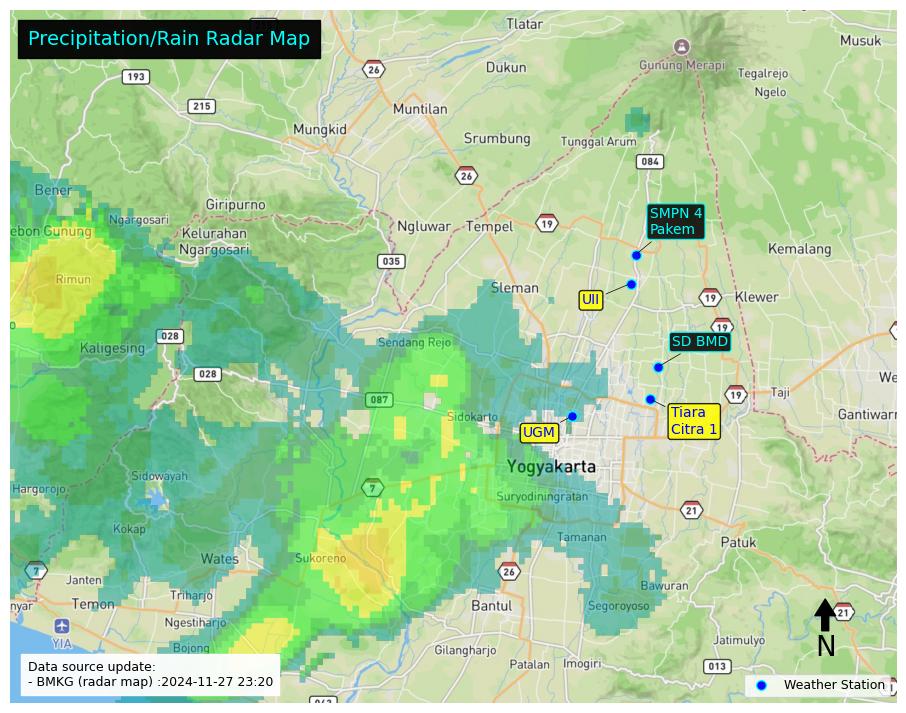 Precipitation/Rain Radar Map
Tlatar
Musuk
26
Gunung Merapi
193
Dukun
Tegalrejo
Ngelo
215
Muntilan
Mungkid
Srumbung
Tunggal Arum
084
26
Bener
Giripurno
SMPN 4
Pakem
Ngargosari
ebon Gunung
Kelurahan
Ngargosari
Ngluwar
Tempel
19
Kemalang
035
Rimun
Sleman
UII
19
Klewer
19
028
Sendang Rejo
SD BMD
Kaligesing
028
087
19
Taji
We
Sidokarto
UGM
Tiara
Citra 1
Gantiwarn
Yogyakarta
Sidowayah
Hargorojo
7
Suryodiningratan
21
Kokap
Tamanan
Patuk
Sukoreno
Wates
7
26
Janten
Bawuran
nyar
Temon
Triharjo
Bantul
Segoroyoso
21
Ngestiharjo
YIA
Bojong
Gilangharjo
Jatimulyo
N
Patalan
Imogiri
013
Data source update:
- BMKG (radar map) :2024-11-27 23:20
Weather Station